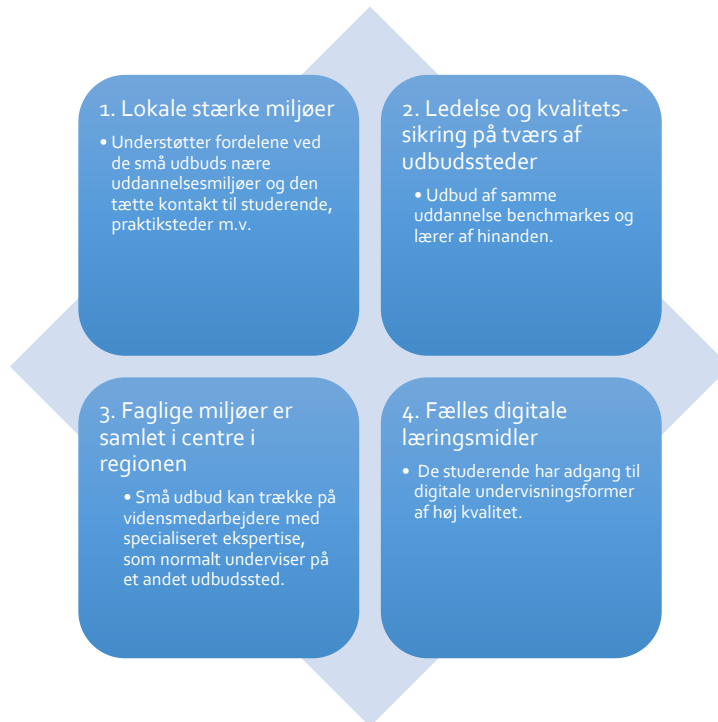 1. Lokale stærke miljøer
• Understøtter fordelene ved
de små udbuds nære
uddannelsesmiljøer og den
tætte kontakt til studerende,
praktiksteder m.v.
2. Ledelse og kvalitets-
sikring på tværs af
udbudssteder
• Udbud af samme
uddannelse benchmarkes og
lærer af hinanden.
3. Faglige miljøer er
samlet i centre i
regionen
• Små udbud kan trække på
vidensmedarbejdere med
specialiseret ekspertise,
som normalt underviser på
et andet udbudssted.
4. Fælles digitale
læringsmidler
• De studerende har adgang til
digitale undervisningsformer
af høj kvalitet.